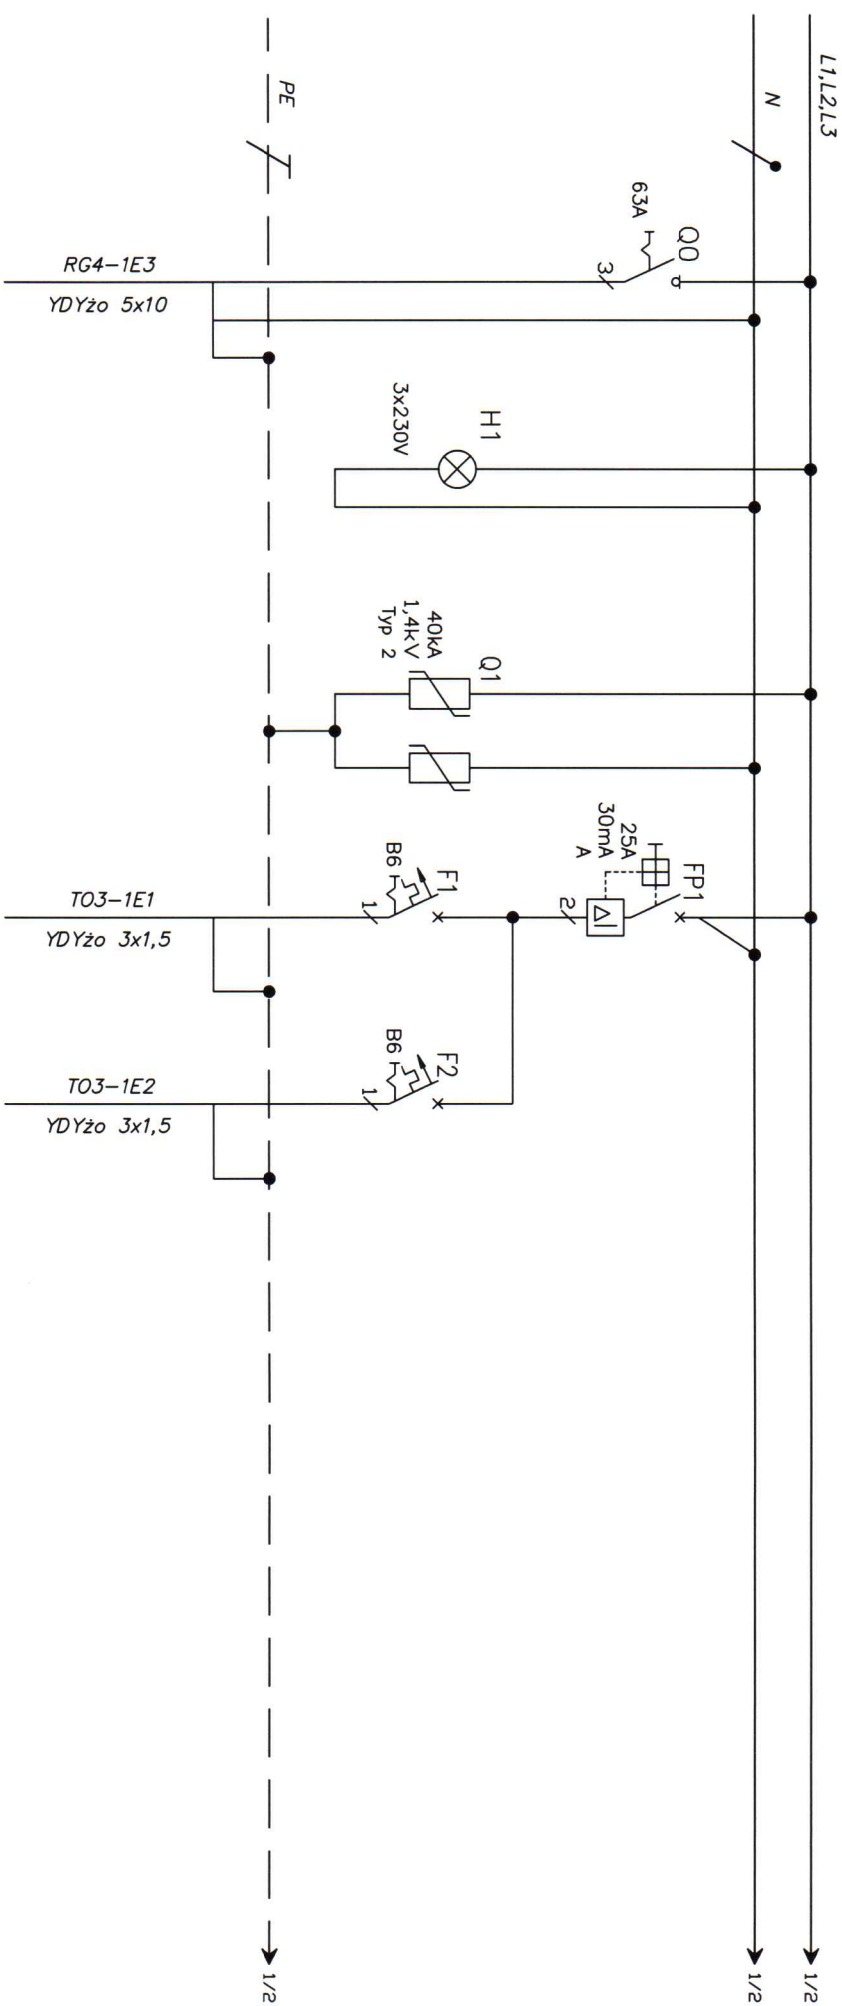 L1,L2,L3
N
PE
1/2
1/2
1/2
Q0
63A
3
RG4-1E3
YDYżo 5x10
H1
3x230V
Q1
40kA
1,4kV
Typ 2
FP1
25A
30mA
A
2
F1
B6
1
TO3-1E1
YDYżo 3x1,5
F2
B6
1
TO3-1E2
YDYżo 3x1,5